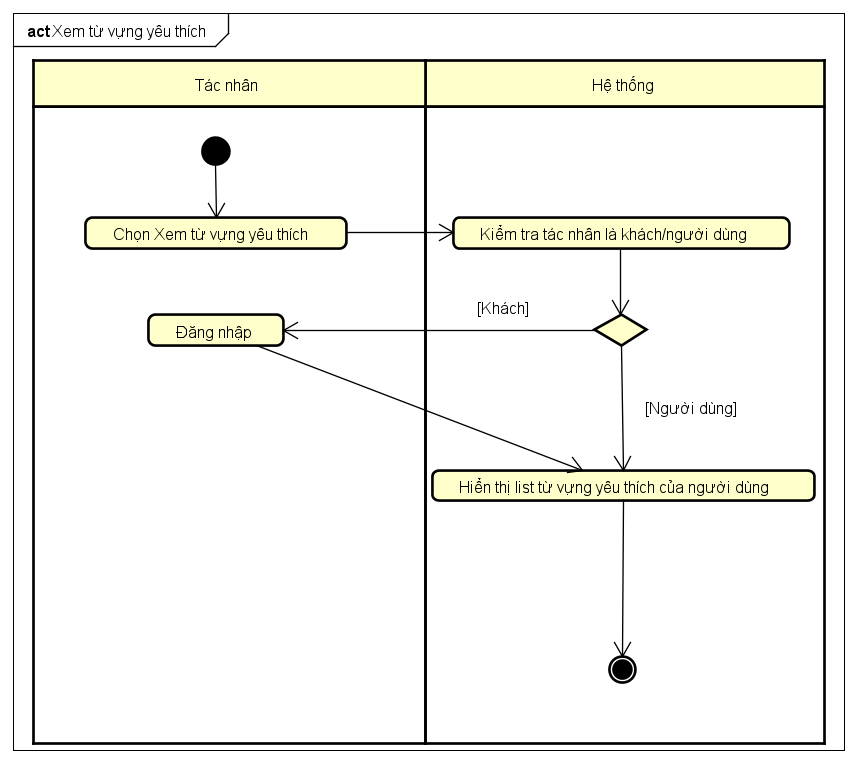 act Xem từ vựng yêu thích
Tác nhân
Hệ thống
Chọn Xem từ vựng yêu thích
Kiểm tra tác nhân là khách/người dùng
[Khách]
Đăng nhập
[Người dùng]
Hiển thị list từ vựng yêu thích của người dùng